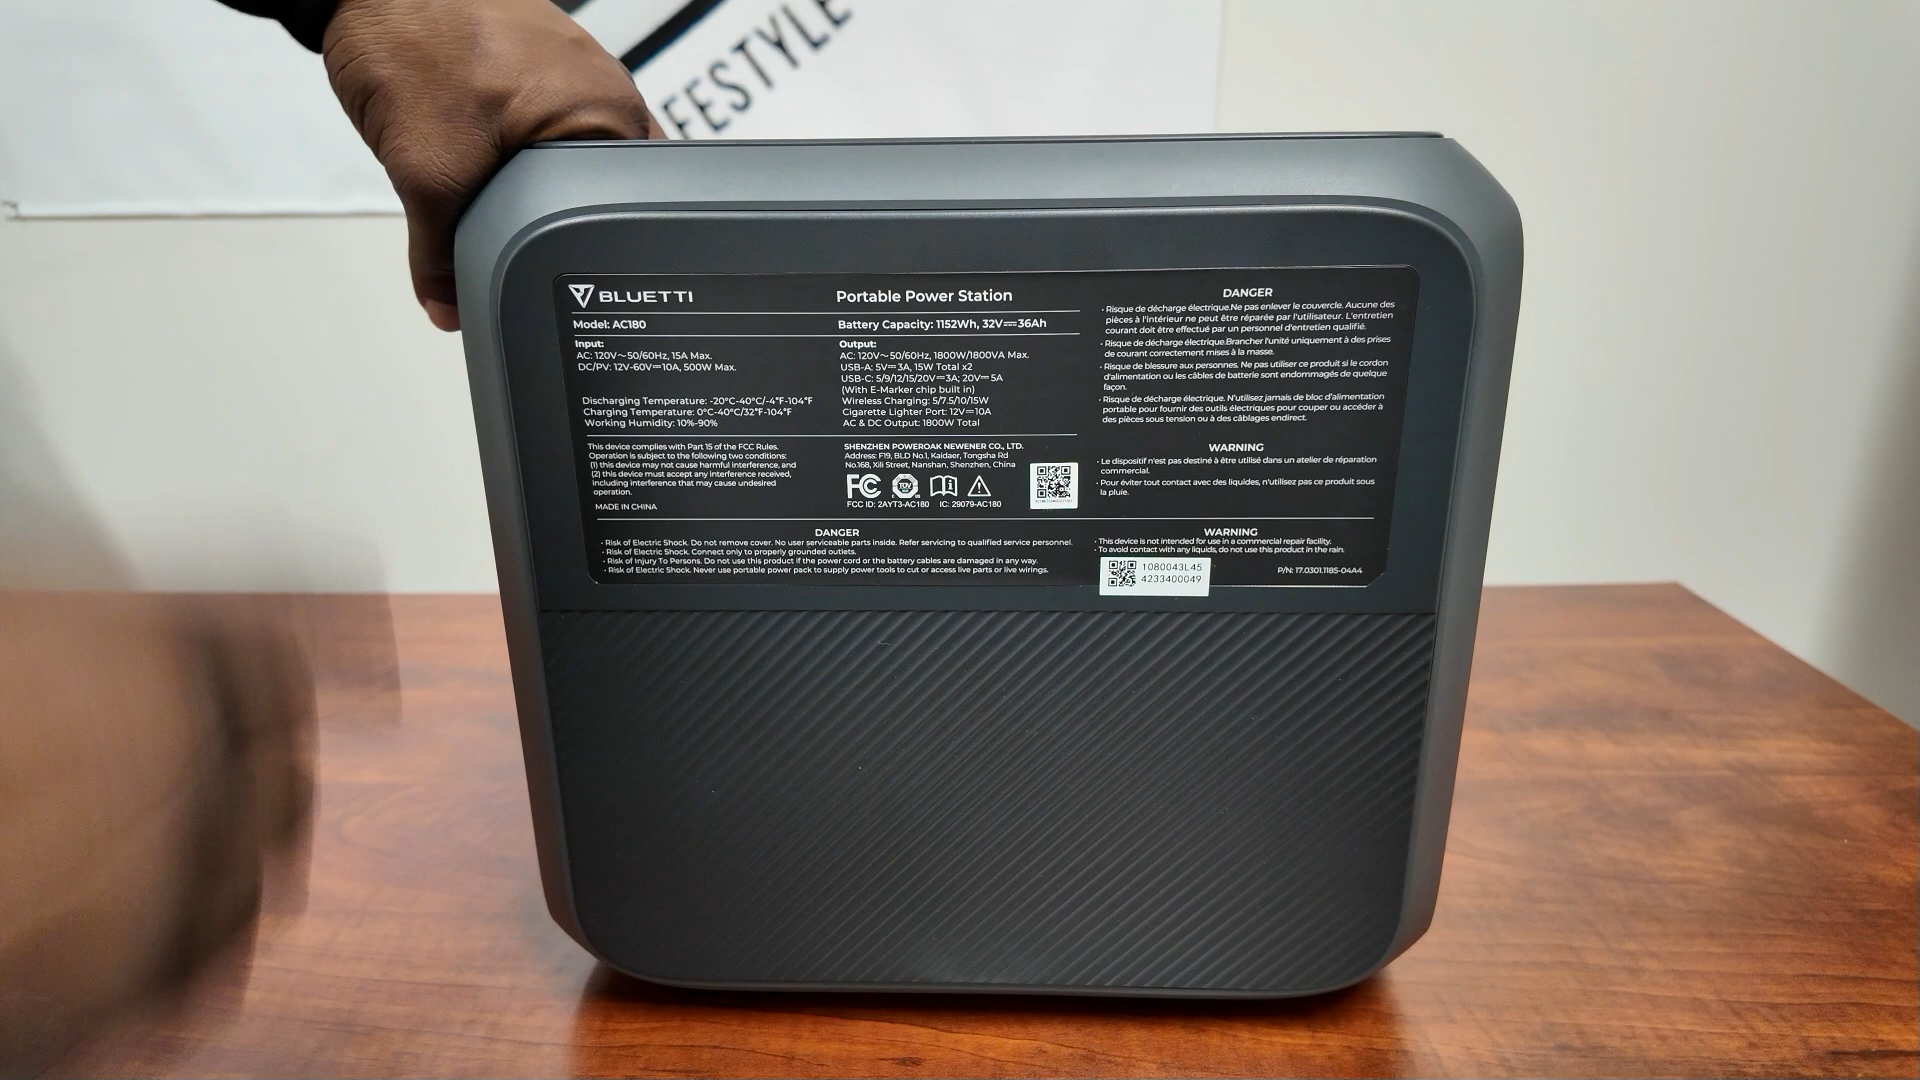 FESTYLE
BLUETTI
Portable Power Station
Model: AC180
Battery Capacity: 1152Wh, 32V⎓36Ah
Input:
AC: 120V~50/60Hz, 15A Max.
DC/PV: 12V-60V⎓10A, 500W Max.
Discharging Temperature: -20°C-40°C/-4°F-104°F
Charging Temperature: 0°C-40°C/32°F-104°F
Working Humidity: 10%-90%
Output:
AC: 120V~50/60Hz, 1800W/1800VA Max.
USB-A: 5V⎓3A, 15W Total x2
USB-C: 5/9/12/15/20V⎓3A; 20V⎓5A
(With E-Marker chip built in)
Wireless Charging: 5/7.5/10/15W
Cigarette Lighter Port: 12V⎓10A
AC & DC Output: 1800W Total
This device complies with Part 15 of the FCC Rules.
Operation is subject to the following two conditions:
(1) this device may not cause harmful interference, and
(2) this device must accept any interference received,
including interference that may cause undesired
operation.
MADE IN CHINA
SHENZHEN POWEROAK NEWENER CO., LTD.
Address: F19, BLD No.1, Kaidaer, Tongsha Rd
No.168, Xili Street, Nanshan, Shenzhen, China
FC TÜV
FCC ID: 2AYT3-AC180 IC: 29079-AC180
DANGER
• Risque de décharge électrique.Ne pas enlever le couvercle. Aucune des
pièces à l'intérieur ne peut être réparée par l'utilisateur. L'entretien
courant doit être effectué par un personnel d'entretien qualifié.
• Risque de décharge électrique.Brancher l'unité uniquement à des prises
de courant correctement mises à la masse.
• Risque de blessure aux personnes. Ne pas utiliser ce produit si le cordon
d'alimentation ou les câbles de batterie sont endommagés de quelque
façon.
• Risque de décharge électrique. N'utilisez jamais de bloc d'alimentation
portable pour fournir des outils électriques pour couper ou accéder à
des pièces sous tension ou à des câblages endirect.
WARNING
• Le dispositif n'est pas destiné à être utilisé dans un atelier de réparation
commercial.
• Pour éviter tout contact avec des liquides, n'utilisez pas ce produit sous
la pluie.
DANGER
• Risk of Electric Shock. Do not remove cover. No user serviceable parts inside. Refer servicing to qualified service personnel.
• Risk of Electric Shock. Connect only to properly grounded outlets.
• Risk of Injury To Persons. Do not use this product if the power cord or the battery cables are damaged in any way.
• Risk of Electric Shock. Never use portable power pack to supply power tools to cut or access live parts or live wirings.
WARNING
• This device is not intended for use in a commercial repair facility.
• To avoid contact with any liquids, do not use this product in the rain.
1080043L45
4233400049
P/N: 17.0301.1185-04A4